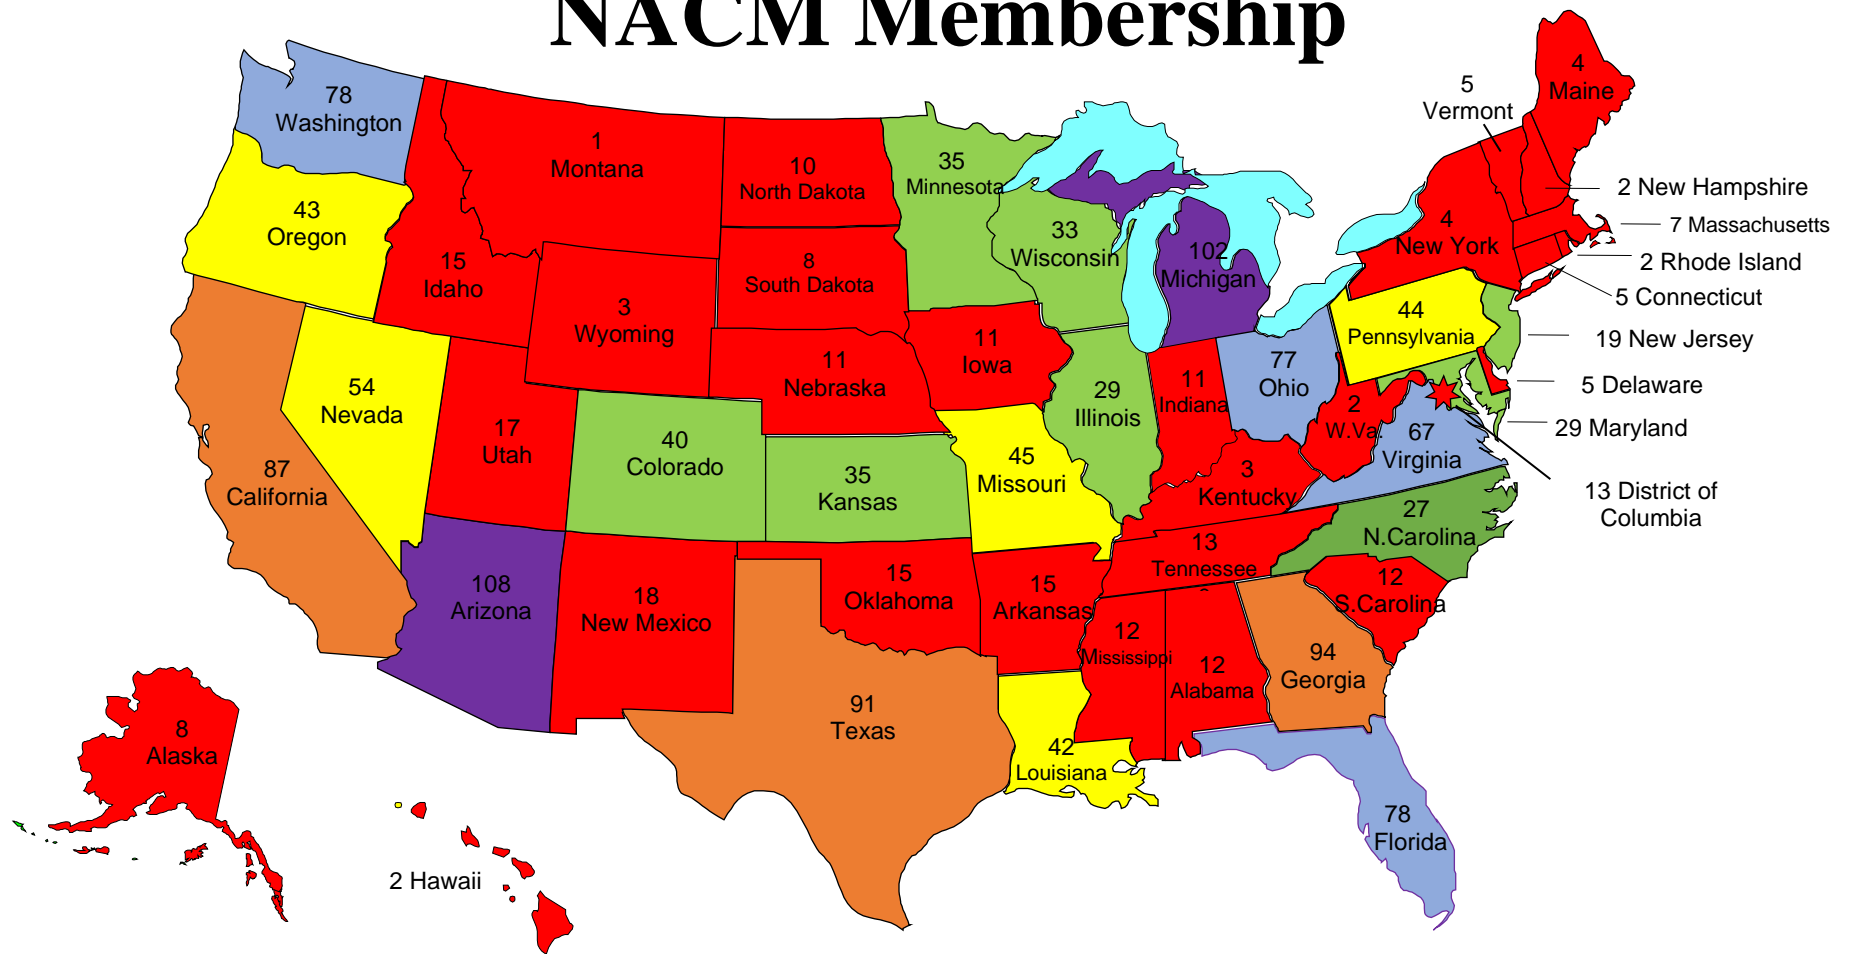 NACM Membership
4
Maine
5
Vermont
78
Washington
1
Montana
10
North Dakota
35
Minnesota
2 New Hampshire
43
Oregon
4
New York
7 Massachusetts
33
Wisconsin
102
Michigan
15
Idaho
8
South Dakota
2 Rhode Island
5 Connecticut
3
Wyoming
44
Pennsylvania
19 New Jersey
11
Iowa
11
Nebraska
77
Ohio
11
Indiana
5 Delaware
54
Nevada
29
Illinois
2
W.Va.
29 Maryland
17
Utah
40
Colorado
67
Virginia
45
Missouri
87
California
35
Kansas
3
Kentucky
13 District of
Columbia
27
N.Carolina
13
Tennessee
108
Arizona
18
New Mexico
15
Oklahoma
15
Arkansas
12
S.Carolina
12
Mississippi
12
Alabama
94
Georgia
91
Texas
8
Alaska
42
Louisiana
78
Florida
2 Hawaii